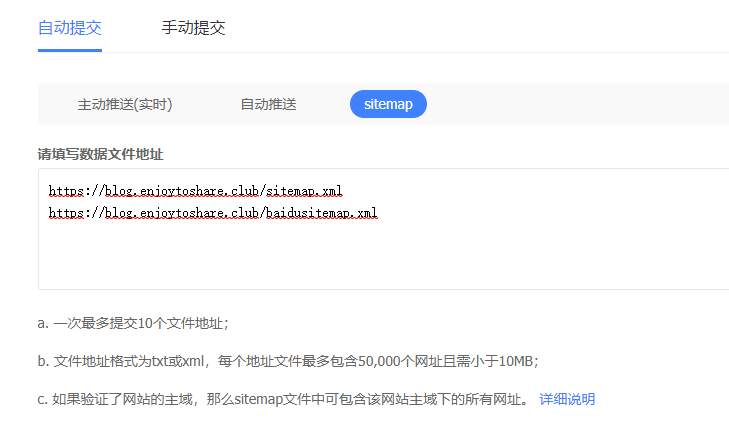 自动提交 手动提交
主动推送(实时) 自动推送 sitemap
请填写数据文件地址
https://blog.enjoytoshare.club/sitemap.xml
https://blog.enjoytoshare.club/baidusitemap.xml
a. 一次最多提交10个文件地址；
b. 文件地址格式为txt或xml，每个地址文件最多包含50,000个网址且需小于10MB；
c. 如果验证了网站的主域，那么sitemap文件中可包含该网站主域下的所有网址。 详细说明